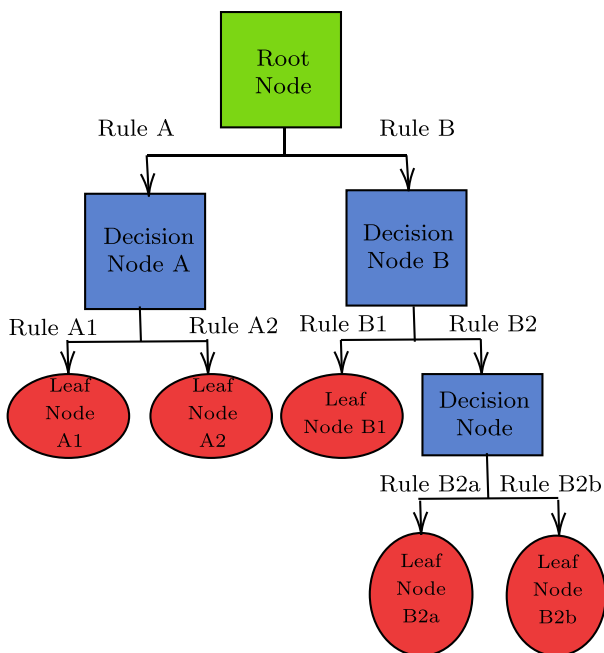 Root
Node
Rule A
Rule B
Decision
Node A
Decision
Node B
Rule A1
Rule A2
Rule B1
Rule B2
Leaf
Node
A1
Leaf
Node
A2
Leaf
Node B1
Decision
Node
Rule B2a
Rule B2b
Leaf
Node
B2a
Leaf
Node
B2b